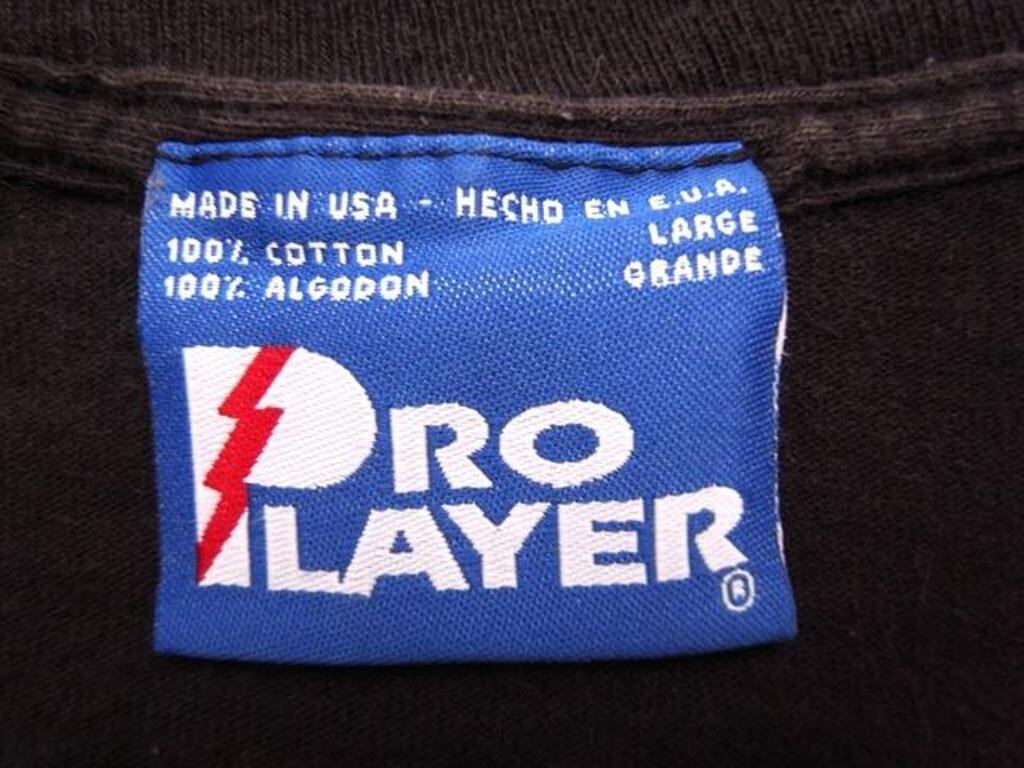 MADE IN USA - HECHO EN E.U.A.
100% COTTON LARGE
100% ALGODON GRANDE
PRO
PLAYER
®